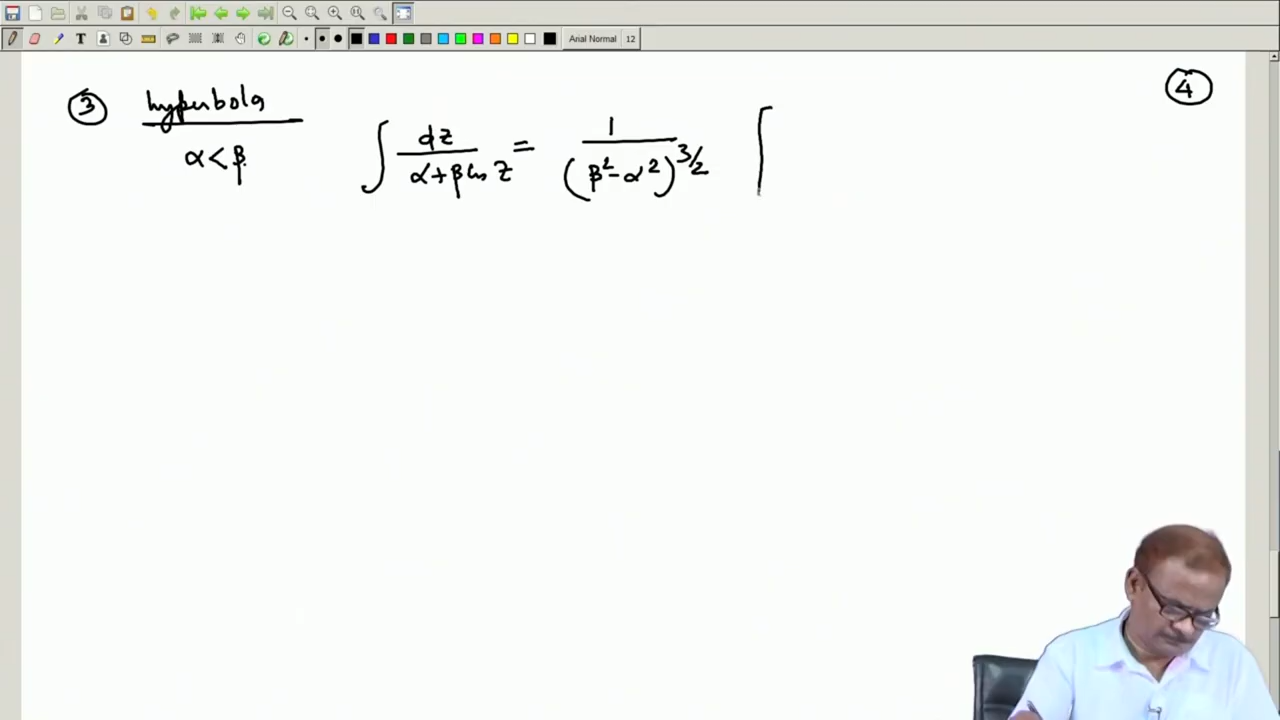 Arial Normal 12
③ hyperbola ④
α < β
∫ dz / (α + β cos z) = 1 / (β² - α²)^3/2 [